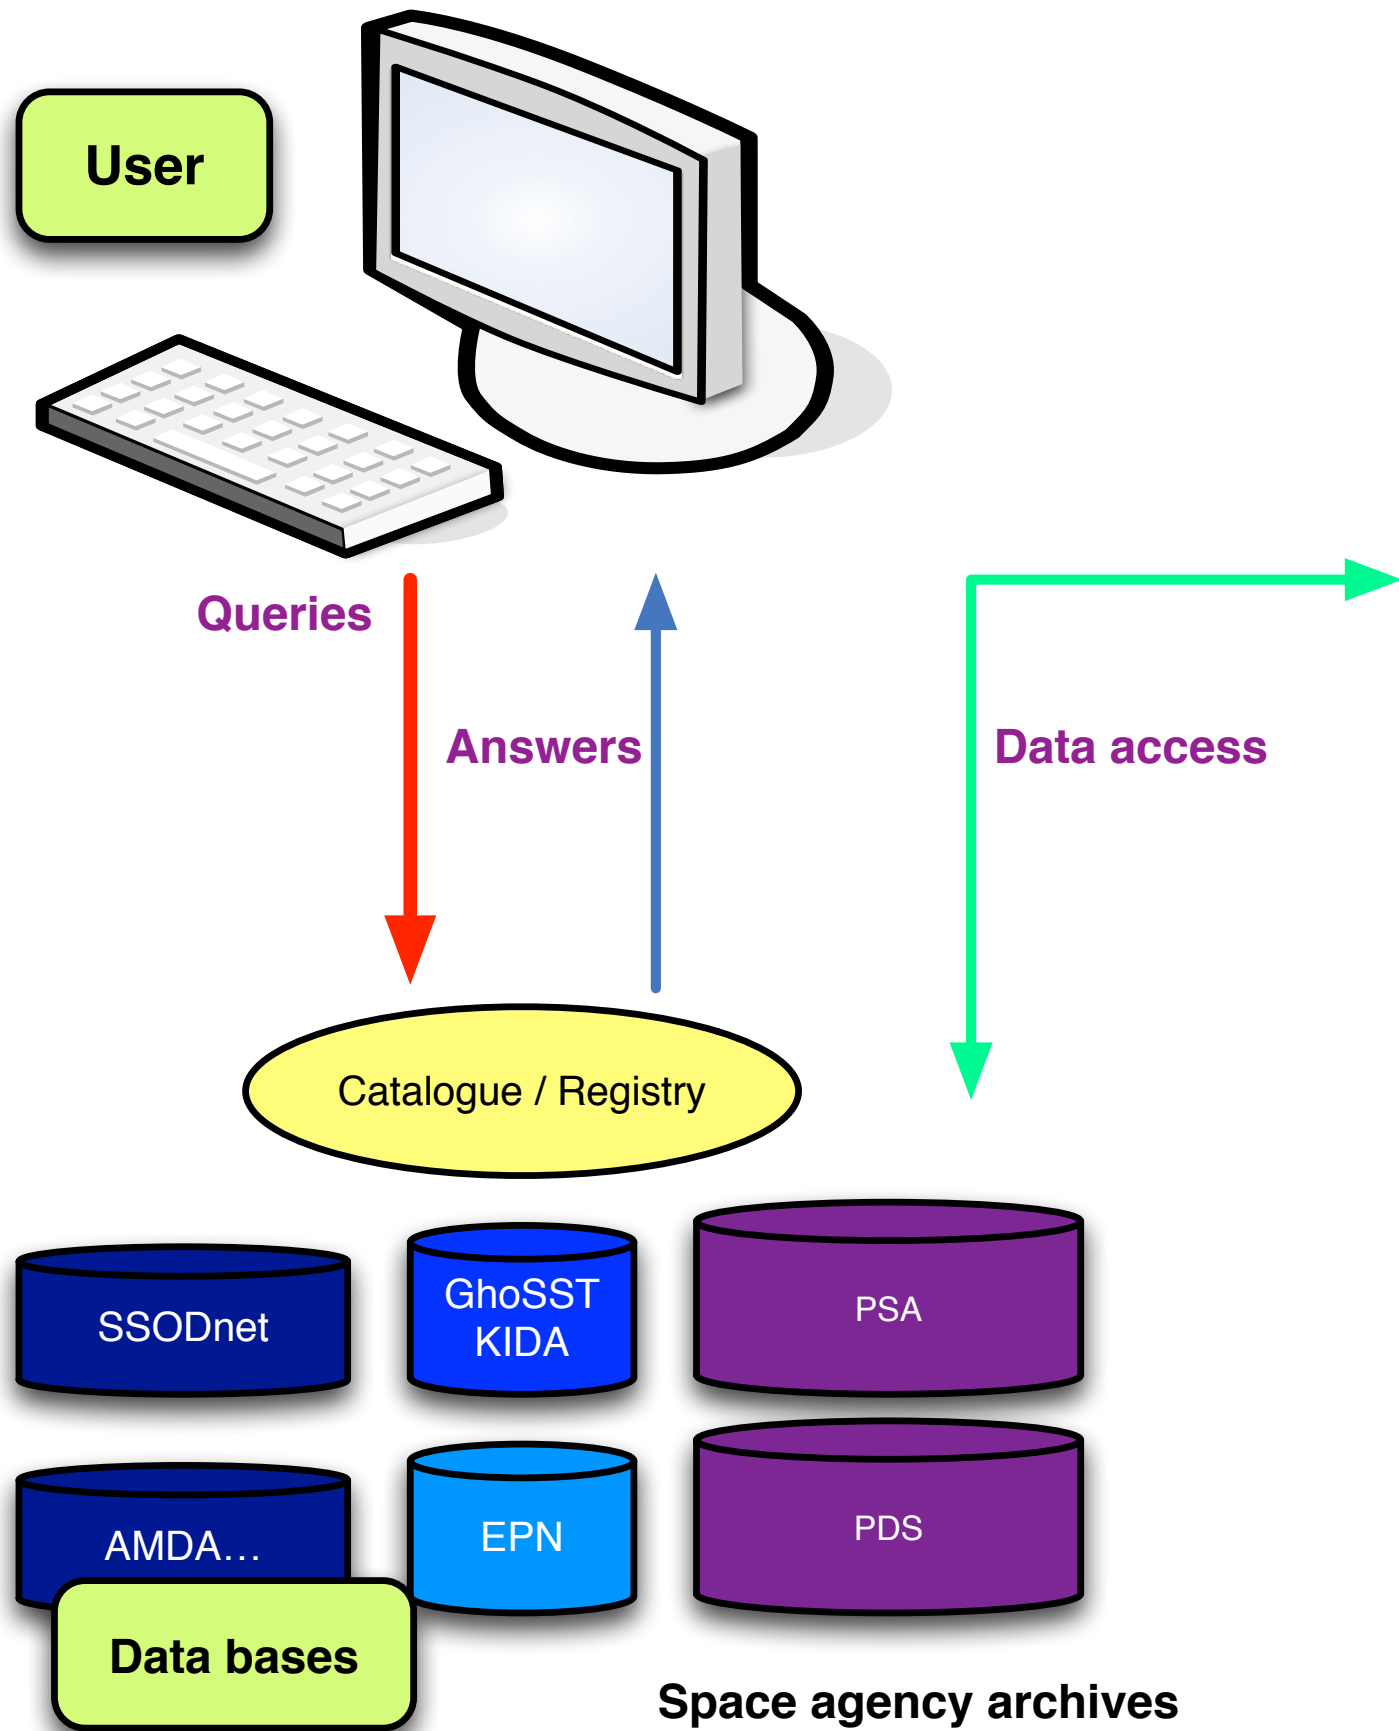 User
Queries
Answers
Data access
Catalogue / Registry
SSODnet
GhoSST
KIDA
PSA
AMDA…
EPN
PDS
Data bases
Space agency archives